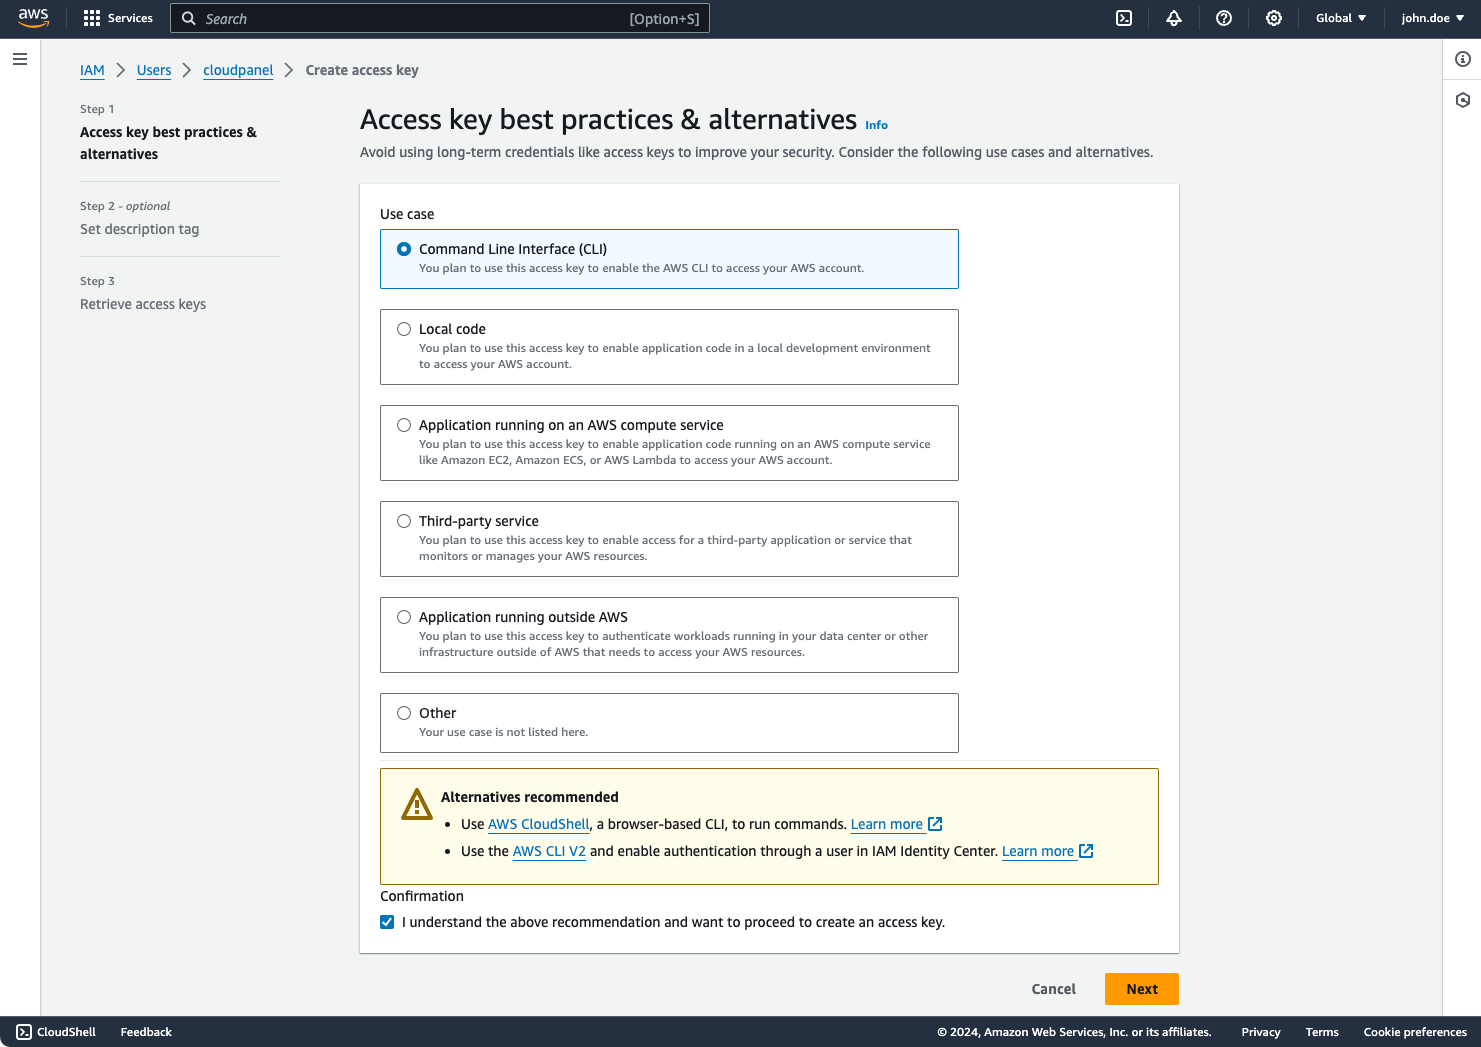 aws
Services
Search
[Option+S]
Global
john.doe
IAM
Users
cloudpanel
Create access key
Step 1
Access key best practices &
alternatives
Step 2 - optional
Set description tag
Step 3
Retrieve access keys
Access key best practices & alternatives Info
Avoid using long-term credentials like access keys to improve your security. Consider the following use cases and alternatives.
Use case
Command Line Interface (CLI)
You plan to use this access key to enable the AWS CLI to access your AWS account.
Local code
You plan to use this access key to enable application code in a local development environment
to access your AWS account.
Application running on an AWS compute service
You plan to use this access key to enable application code running on an AWS compute service
like Amazon EC2, Amazon ECS, or AWS Lambda to access your AWS account.
Third-party service
You plan to use this access key to enable access for a third-party application or service that
monitors or manages your AWS resources.
Application running outside AWS
You plan to use this access key to authenticate workloads running in your data center or other
infrastructure outside of AWS that needs to access your AWS resources.
Other
Your use case is not listed here.
Alternatives recommended
• Use AWS CloudShell, a browser-based CLI, to run commands. Learn more
• Use the AWS CLI V2 and enable authentication through a user in IAM Identity Center. Learn more
Confirmation
I understand the above recommendation and want to proceed to create an access key.
Cancel
Next
CloudShell
Feedback
© 2024, Amazon Web Services, Inc. or its affiliates.
Privacy
Terms
Cookie preferences